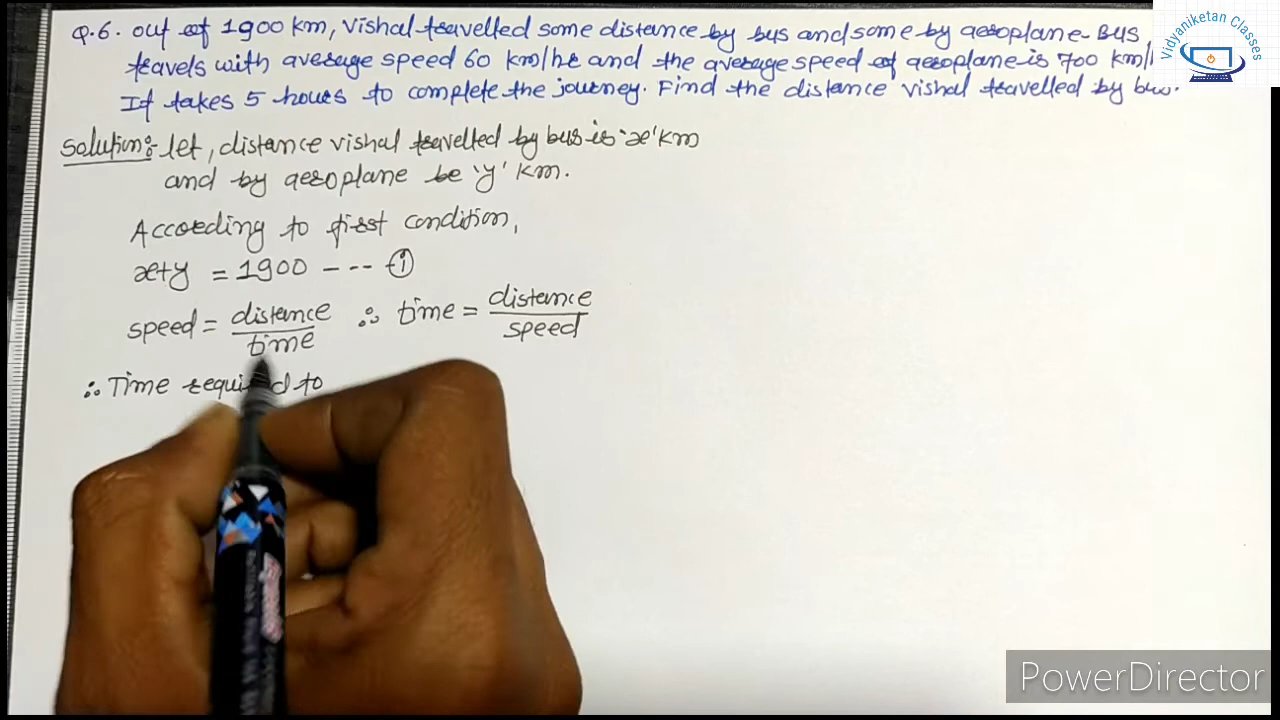 Q.6. Out of 1900 km, Vishal travelled some distance by bus and some by aeroplane. Bus
travels with average speed 60 km/hr and the average speed of aeroplane is 700 km/h
It takes 5 hours to complete the journey. Find the distance vishal travelled by bus.
Solution:- let, distance vishal travelled by bus is 'x' km
and by aeroplane be 'y' km.
According to first condition,
x+y = 1900 --- ①
speed = distance/time ∴ time = distance/speed
∴ Time required to
Vidyaniketan Classes
PowerDirector